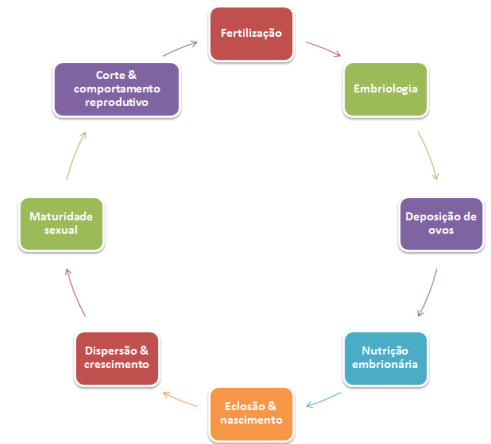 Fertilização
Embriologia
Deposição de
ovos
Nutrição
embrionária
Eclosão &
nascimento
Dispersão &
crescimento
Maturidade
sexual
Corte &
comportamento
reprodutivo